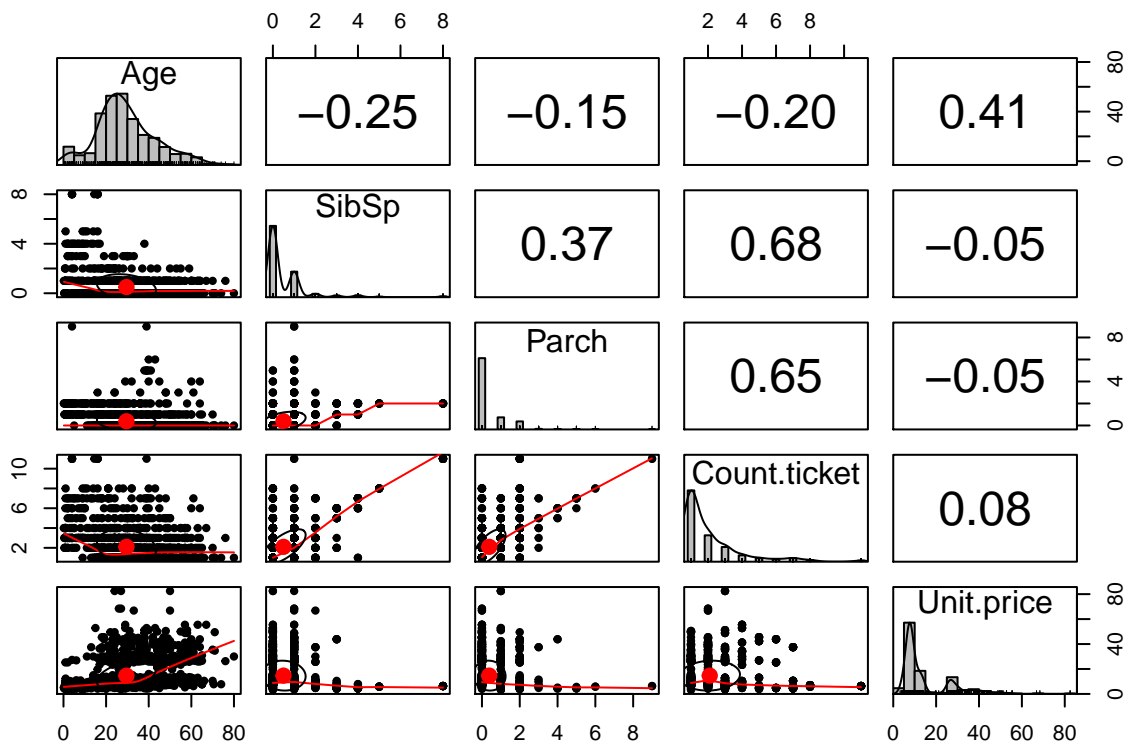 0 2 4 6 8 2 4 6 8
Age −0.25 −0.15 −0.20 0.41 0 40 80
0 4 8 SibSp 0.37 0.68 −0.05
Parch 0.65 −0.05 0 4 8
2 6 10 Count.ticket 0.08
Unit.price 0 40 80
0 20 40 60 80 0 2 4 6 8 0 20 40 60 80